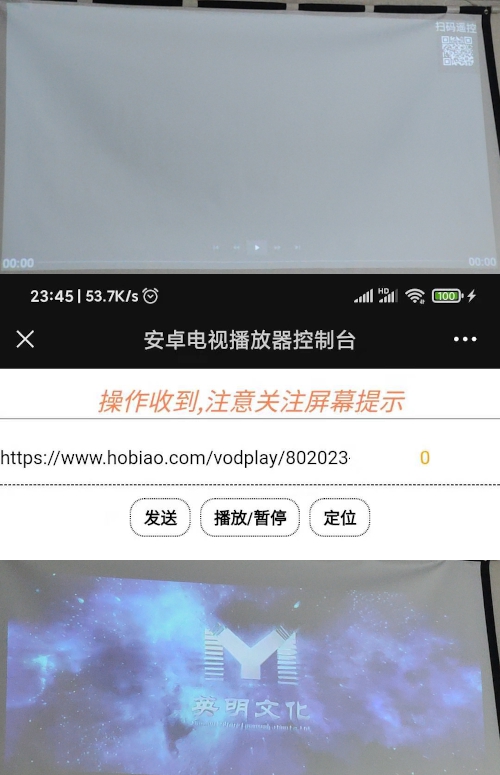 扫码遥控
00:00
00:00
23:45 | 53.7K/s
HD
100
安卓电视播放器控制台
操作收到,注意关注屏幕提示
https://www.hobiao.com/vodplay/802023-
0
发送
播放/暂停
定位
英明文化